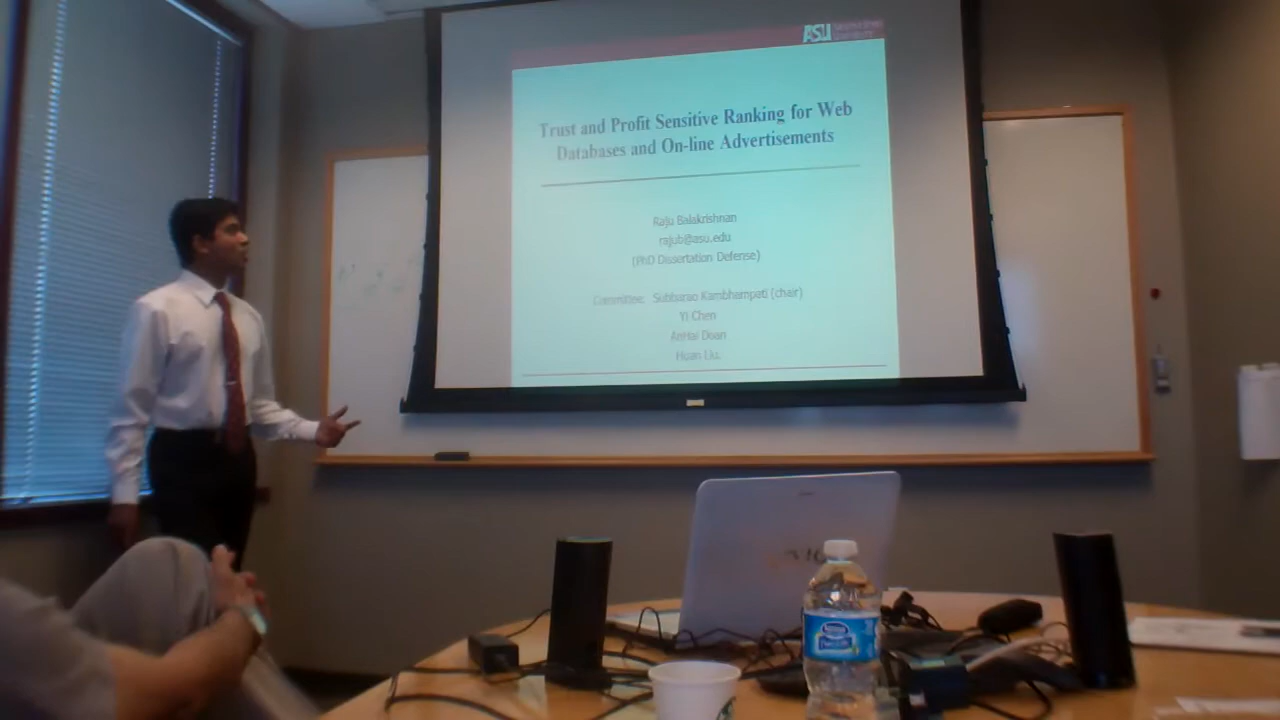 ASU
Trust and Profit Sensitive Ranking for Web
Databases and On-line Advertisements
Raju Balakrishnan
rajub@asu.edu
(PhD Dissertation Defense)
Committee: Subbarao Kambhampati (chair)
Yi Chen
AnHai Doan
Huan Liu.